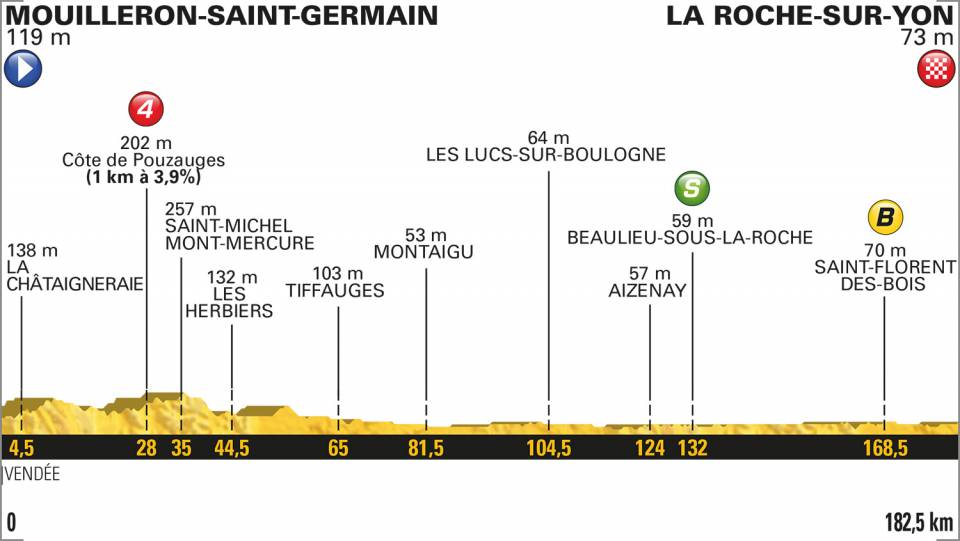 MOUILLERON-SAINT-GERMAIN
119 m
LA ROCHE-SUR-YON
73 m
138 m
LA
CHÂTAIGNERAIE
4
202 m
Côte de Pouzauges
(1 km à 3,9%)
257 m
SAINT-MICHEL
MONT-MERCURE
132 m
LES
HERBIERS
103 m
TIFFAUGES
53 m
MONTAIGU
64 m
LES LUCS-SUR-BOULOGNE
57 m
AIZENAY
S
59 m
BEAULIEU-SOUS-LA-ROCHE
B
70 m
SAINT-FLORENT
DES-BOIS
4,5 28 35 44,5 65 81,5 104,5 124 132 168,5
VENDÉE
0 182,5 km